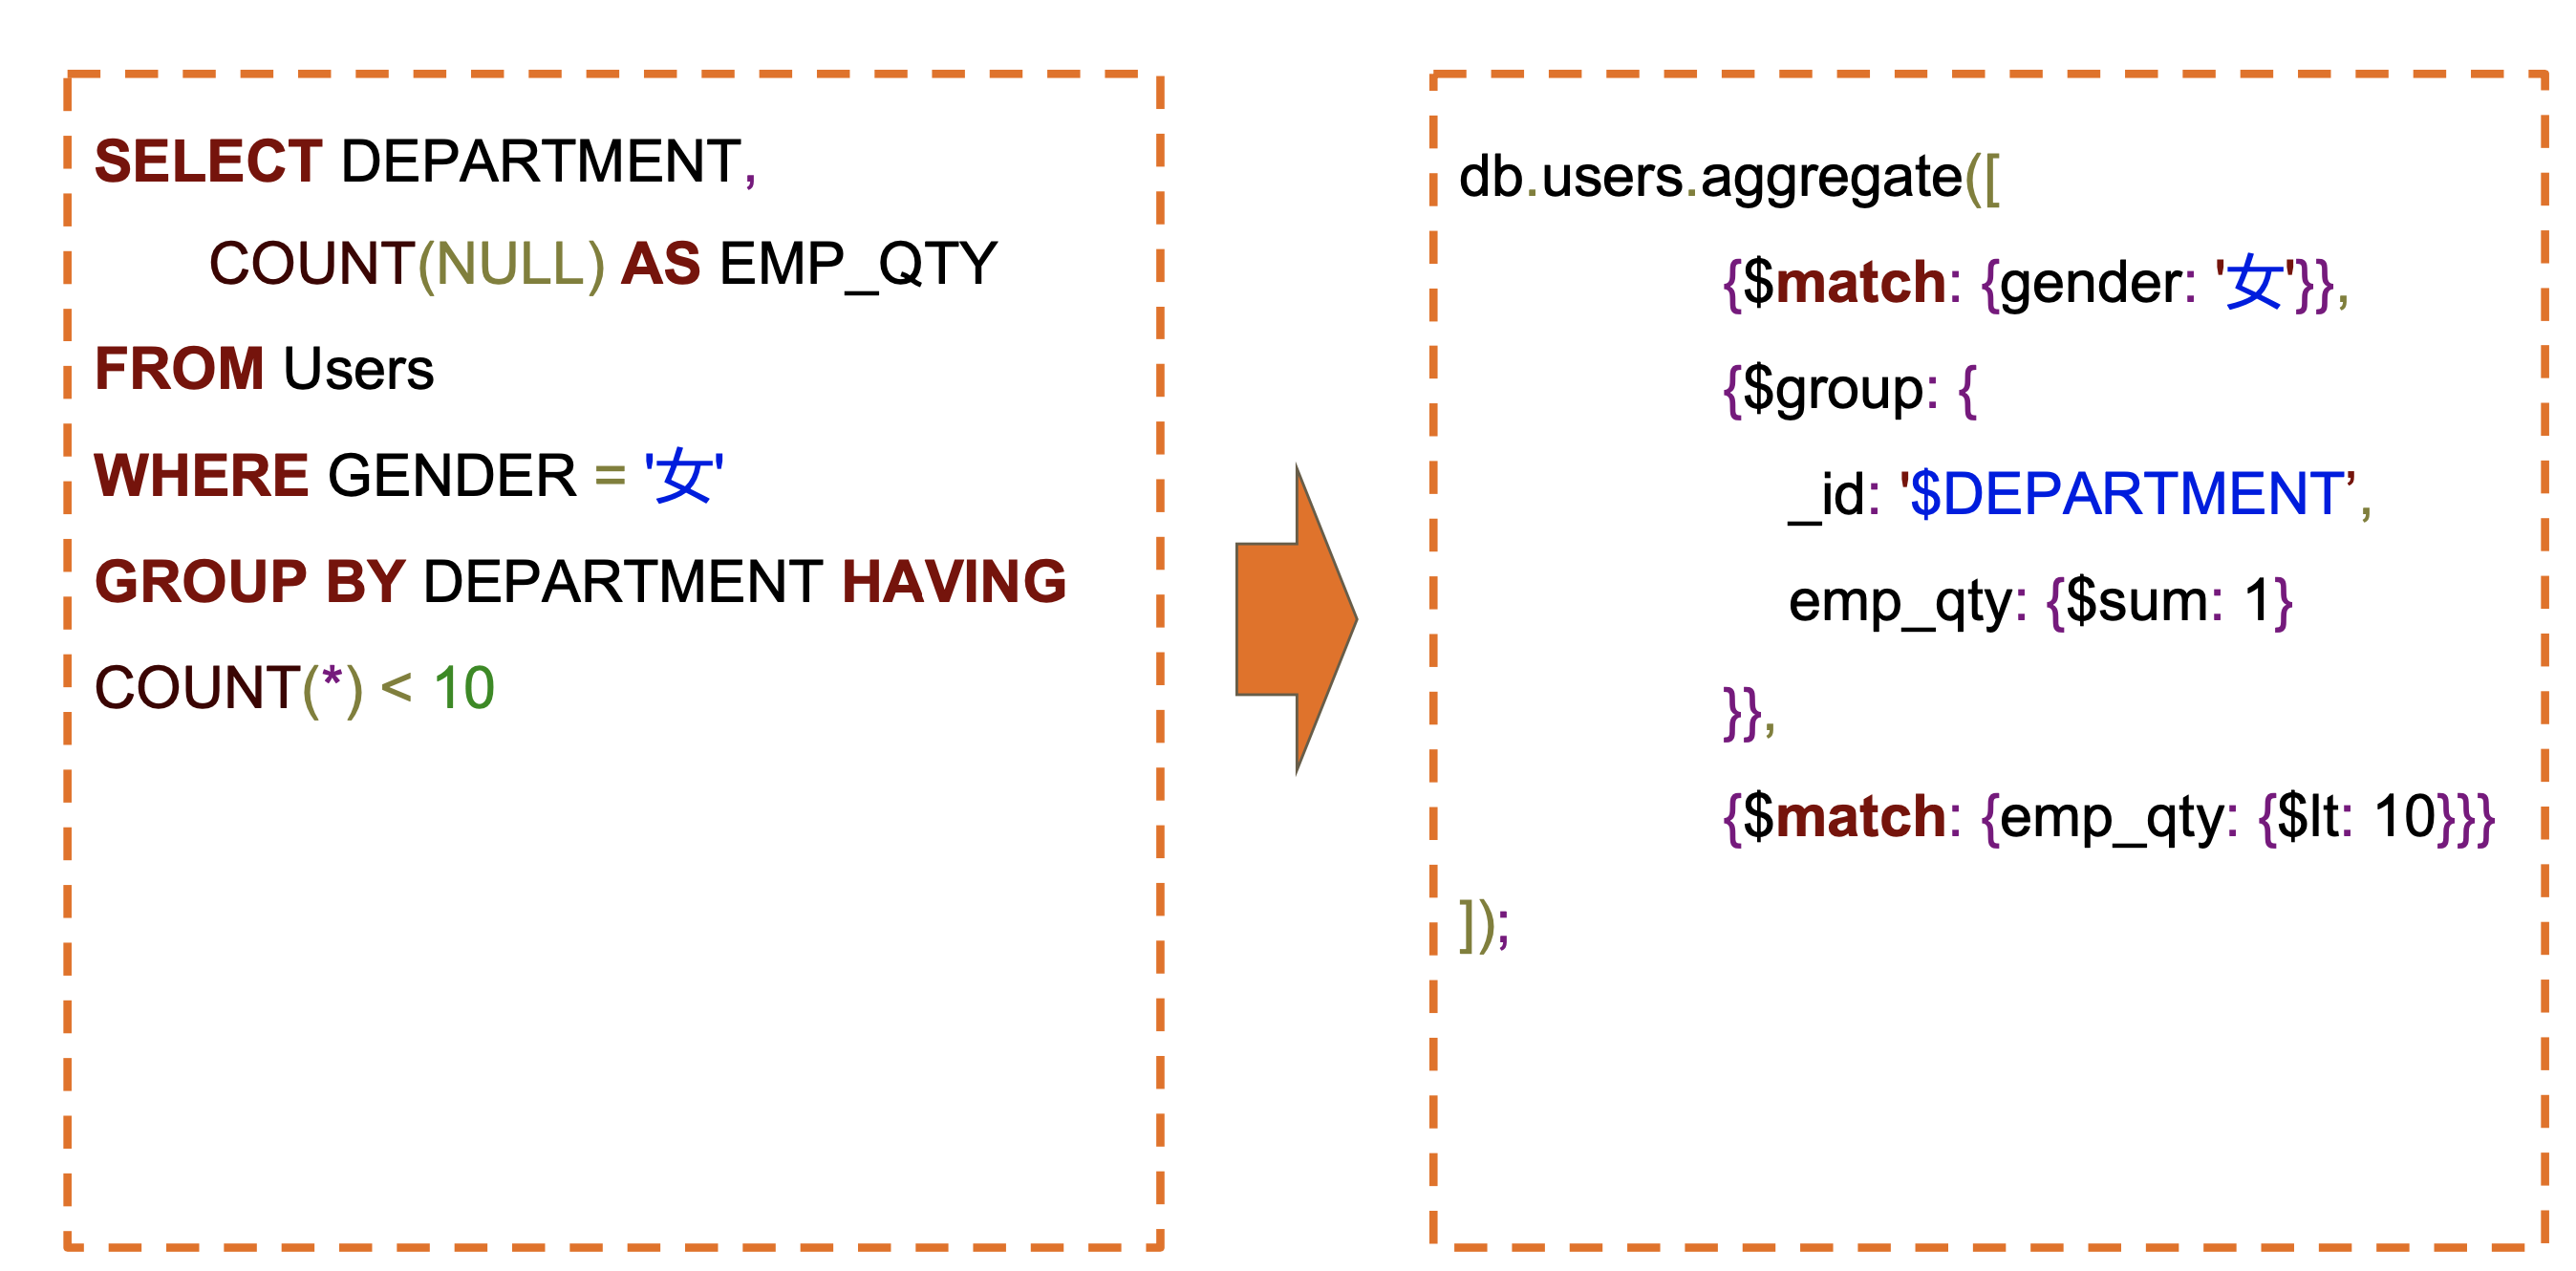 SELECT DEPARTMENT,
COUNT(NULL) AS EMP_QTY
FROM Users
WHERE GENDER = '女'
GROUP BY DEPARTMENT HAVING
COUNT(*) < 10
db.users.aggregate([
{$match: {gender: '女'}},
{$group: {
_id: '$DEPARTMENT’,
emp_qty: {$sum: 1}
}},
{$match: {emp_qty: {$lt: 10}}}
]);